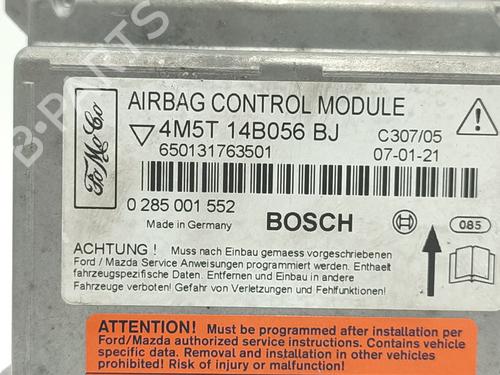 B-PARTS
FoMoCo
AIRBAG CONTROL MODULE
4M5T 14B056 BJ
C307/05
650131763501
07-01-21
0 285 001 552
Made in Germany
BOSCH
085
ACHTUNG ! Muss nach Einbau gemaess vorgeschriebenen
Ford / Mazda Service Anweisungen programmiert werden. Enthaelt
fahrzeugspezifische Daten. Entfernen und Einbau in andere
Fahrzeuge verboten! Gefahr von Verletzungen und Fehlfunktionen!
ATTENTION! Must be programmed after installation per
Ford/Mazda authorized service instructions. Contains vehicle
specific data. Removal and installation in other vehicles
prohibited! Risk of injury or malfunction!